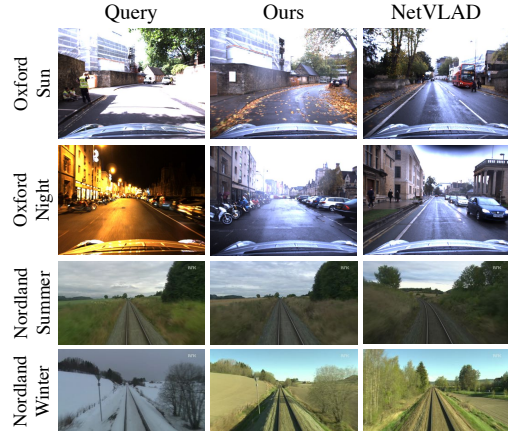 Query Ours NetVLAD
Oxford
Sun
Oxford
Night
Nordland
Summer
Nordland
Winter